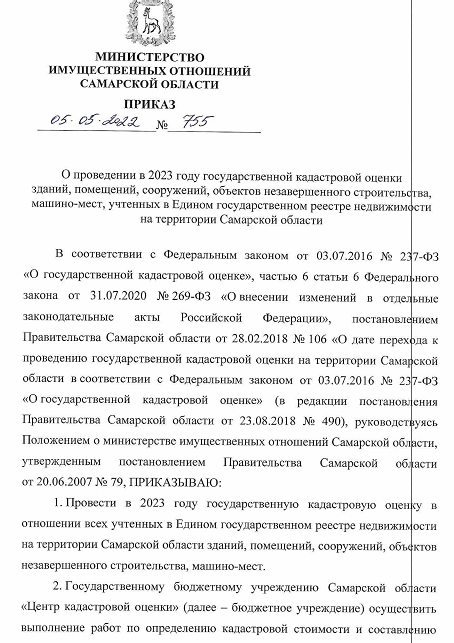 МИНИСТЕРСТВО
ИМУЩЕСТВЕННЫХ ОТНОШЕНИЙ
САМАРСКОЙ ОБЛАСТИ
ПРИКАЗ
05.05.2022 № 755
О проведении в 2023 году государственной кадастровой оценки
зданий, помещений, сооружений, объектов незавершенного строительства,
машино-мест, учтенных в Едином государственном реестре недвижимости
на территории Самарской области
В соответствии с Федеральным законом от 03.07.2016 № 237-ФЗ
«О государственной кадастровой оценке», частью 6 статьи 6 Федерального
закона от 31.07.2020 № 269-ФЗ «О внесении изменений в отдельные
законодательные акты Российской Федерации», постановлением
Правительства Самарской области от 28.02.2018 № 106 «О дате перехода к
проведению государственной кадастровой оценки на территории Самарской
области в соответствии с Федеральным законом от 03.07.2016 № 237-ФЗ
«О государственной кадастровой оценке» (в редакции постановления
Правительства Самарской области от 23.08.2018 № 490), руководствуясь
Положением о министерстве имущественных отношений Самарской области,
утвержденным постановлением Правительства Самарской области
от 20.06.2007 № 79, ПРИКАЗЫВАЮ:
1. Провести в 2023 году государственную кадастровую оценку в
отношении всех учтенных в Едином государственном реестре недвижимости
на территории Самарской области зданий, помещений, сооружений, объектов
незавершенного строительства, машино-мест.
2. Государственному бюджетному учреждению Самарской области
«Центр кадастровой оценки» (далее – бюджетное учреждение) осуществить
выполнение работ по определению кадастровой стоимости и составлению